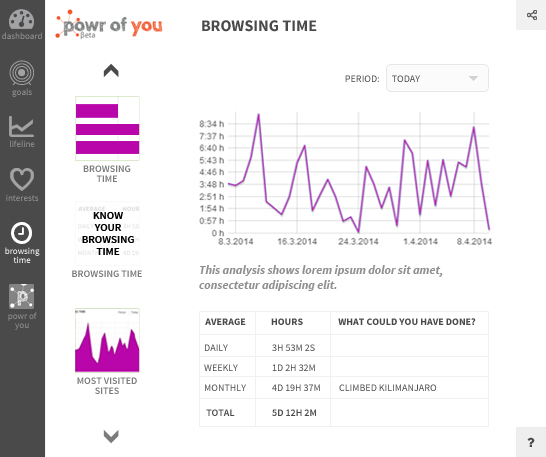 dashboard
goals
lifeline
interests
browsing
time
powr of
you
powr of you
βeta
BROWSING
TIME
KNOW
YOUR
BROWSING
TIME
BROWSING TIME
MOST VISITED
SITES
BROWSING TIME
PERIOD: TODAY
8:34 h
7:37 h
6:40 h
5:43 h
4:46 h
3:48 h
2:51 h
1:54 h
0:57 h
0 h
8.3.2014 16.3.2014 24.3.2014 1.4.2014 8.4.2014
This analysis shows lorem ipsum dolor sit amet,
consectetur adipiscing elit.
AVERAGE HOURS WHAT COULD YOU HAVE DONE?
DAILY 3H 53M 2S
WEEKLY 1D 2H 32M
MONTHLY 4D 19H 37M CLIMBED KILIMANJARO
TOTAL 5D 12H 2M
?